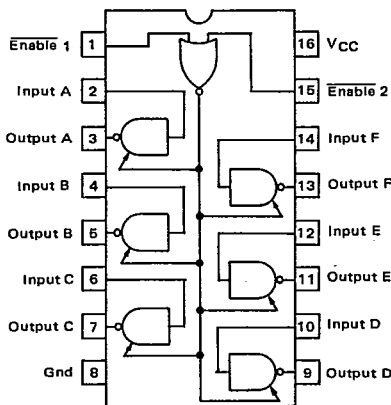 Enable 1 1 16 VCC
Input A 2 15 Enable 2
Output A 3 14 Input F
Input B 4 13 Output F
Output B 5 12 Input E
Input C 6 11 Output E
Output C 7 10 Input D
Gnd 8 9 Output D